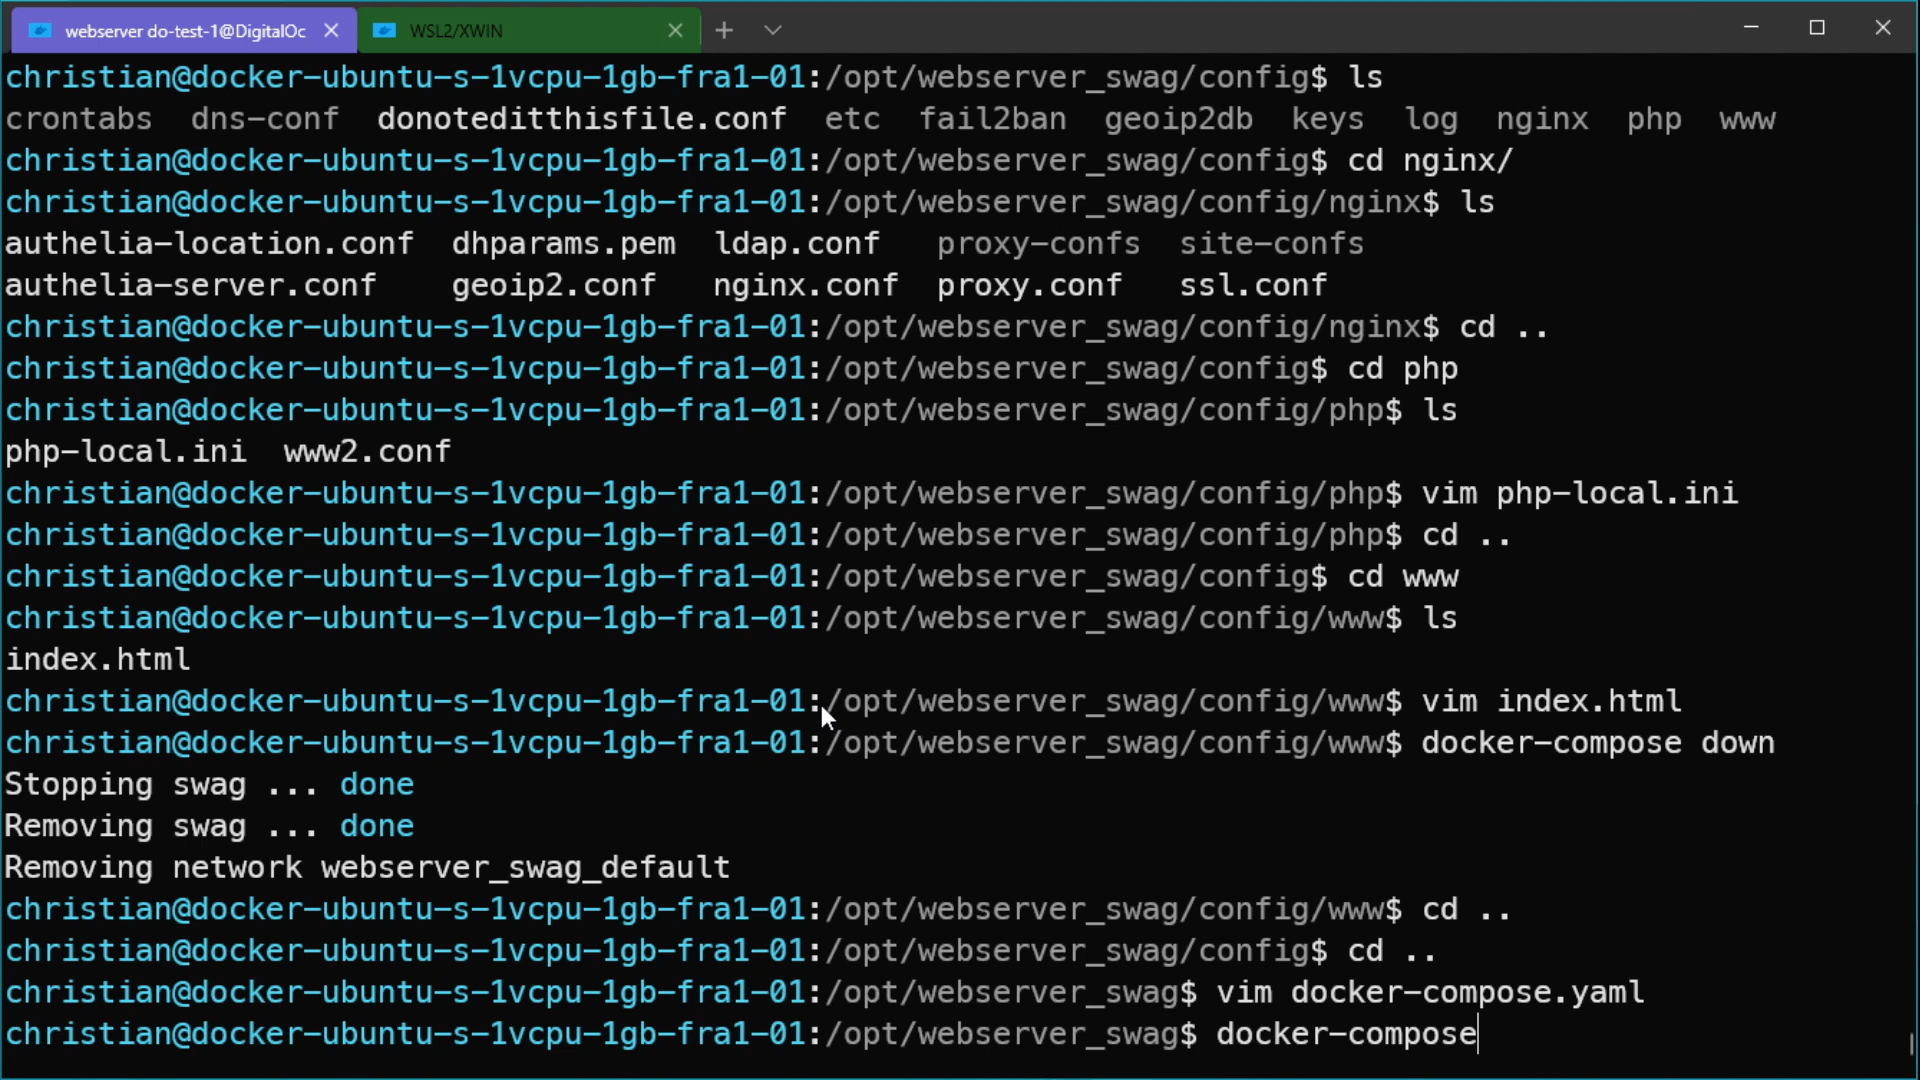 webserver do-test-1@DigitalOc
WSL2/XWIN
christian@docker-ubuntu-s-1vcpu-1gb-fra1-01:/opt/webserver_swag/config$ ls
crontabs  dns-conf  donoteditthisfile.conf  etc  fail2ban  geoip2db  keys  log  nginx  php  www
christian@docker-ubuntu-s-1vcpu-1gb-fra1-01:/opt/webserver_swag/config$ cd nginx/
christian@docker-ubuntu-s-1vcpu-1gb-fra1-01:/opt/webserver_swag/config/nginx$ ls
authelia-location.conf  dhparams.pem  ldap.conf   proxy-confs  site-confs
authelia-server.conf    geoip2.conf   nginx.conf  proxy.conf   ssl.conf
christian@docker-ubuntu-s-1vcpu-1gb-fra1-01:/opt/webserver_swag/config/nginx$ cd ..
christian@docker-ubuntu-s-1vcpu-1gb-fra1-01:/opt/webserver_swag/config$ cd php
christian@docker-ubuntu-s-1vcpu-1gb-fra1-01:/opt/webserver_swag/config/php$ ls
php-local.ini  www2.conf
christian@docker-ubuntu-s-1vcpu-1gb-fra1-01:/opt/webserver_swag/config/php$ vim php-local.ini
christian@docker-ubuntu-s-1vcpu-1gb-fra1-01:/opt/webserver_swag/config/php$ cd ..
christian@docker-ubuntu-s-1vcpu-1gb-fra1-01:/opt/webserver_swag/config$ cd www
christian@docker-ubuntu-s-1vcpu-1gb-fra1-01:/opt/webserver_swag/config/www$ ls
index.html
christian@docker-ubuntu-s-1vcpu-1gb-fra1-01:/opt/webserver_swag/config/www$ vim index.html
christian@docker-ubuntu-s-1vcpu-1gb-fra1-01:/opt/webserver_swag/config/www$ docker-compose down
Stopping swag ... done
Removing swag ... done
Removing network webserver_swag_default
christian@docker-ubuntu-s-1vcpu-1gb-fra1-01:/opt/webserver_swag/config/www$ cd ..
christian@docker-ubuntu-s-1vcpu-1gb-fra1-01:/opt/webserver_swag/config$ cd ..
christian@docker-ubuntu-s-1vcpu-1gb-fra1-01:/opt/webserver_swag$ vim docker-compose.yaml
christian@docker-ubuntu-s-1vcpu-1gb-fra1-01:/opt/webserver_swag$ docker-compose